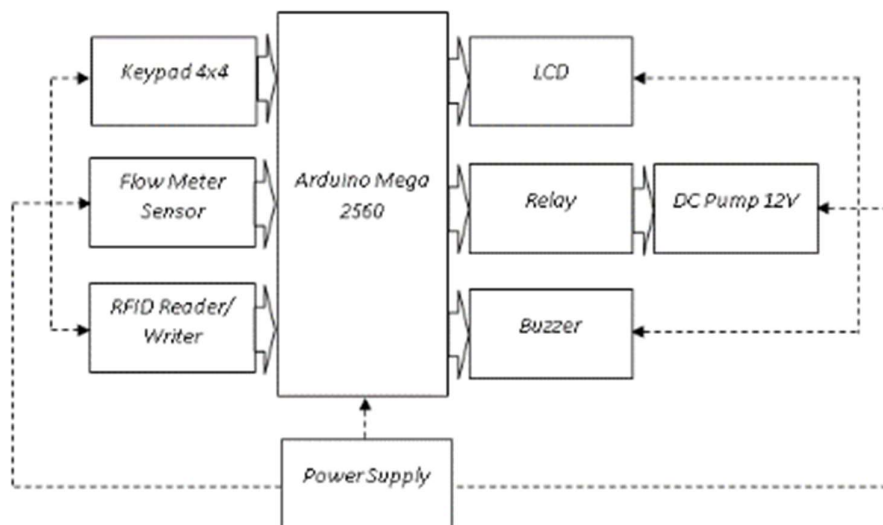 Keypad 4x4
Flow Meter
Sensor
RFID Reader/
Writer
Arduino Mega
2560
LCD
Relay
DC Pump 12V
Buzzer
Power Supply